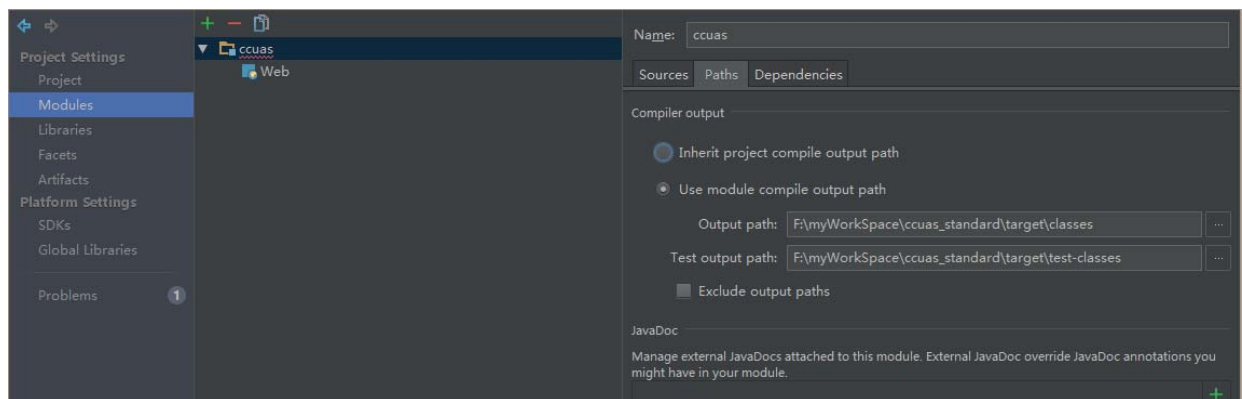 Project Settings
Project
Modules
Libraries
Facets
Artifacts
Platform Settings
SDKs
Global Libraries
Problems 1
ccuas
Web
Name: ccuas
Sources Paths Dependencies
Compiler output
Inherit project compile output path
Use module compile output path
Output path: F:\myWorkSpace\ccuas_standard\target\classes ...
Test output path: F:\myWorkSpace\ccuas_standard\target\test-classes ...
Exclude output paths
JavaDoc
Manage external JavaDocs attached to this module. External JavaDoc override JavaDoc annotations you
might have in your module.